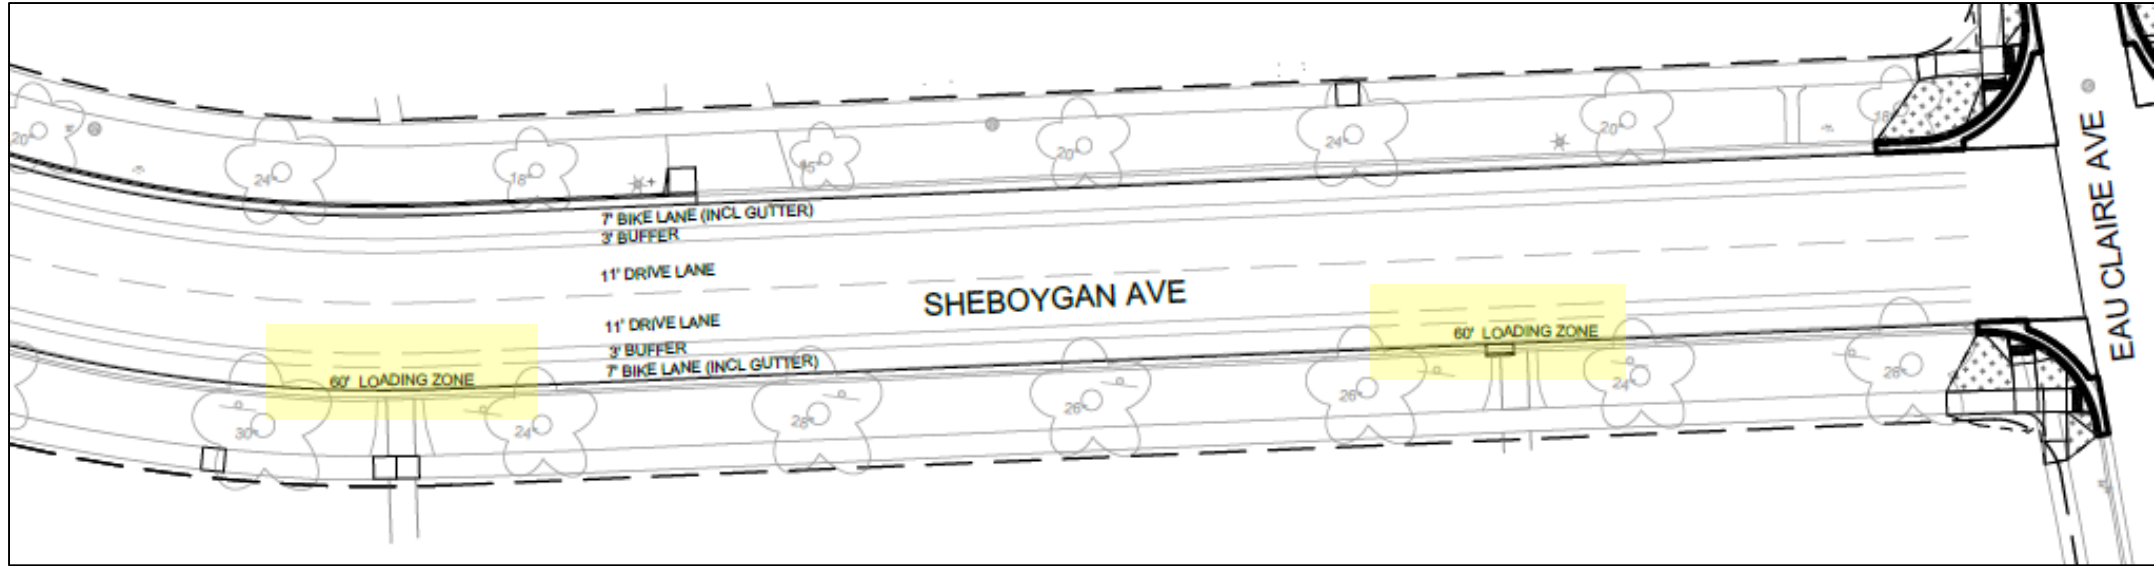 20"
24"
18"
16"
20"
24"
20"
18"
7' BIKE LANE (INCL GUTTER)
3' BUFFER
11' DRIVE LANE
SHEBOYGAN AVE
EAU CLAIRE AVE
11' DRIVE LANE
3' BUFFER
7' BIKE LANE (INCL GUTTER)
60' LOADING ZONE
60' LOADING ZONE
30"
24"
28"
26"
26"
24"
28"